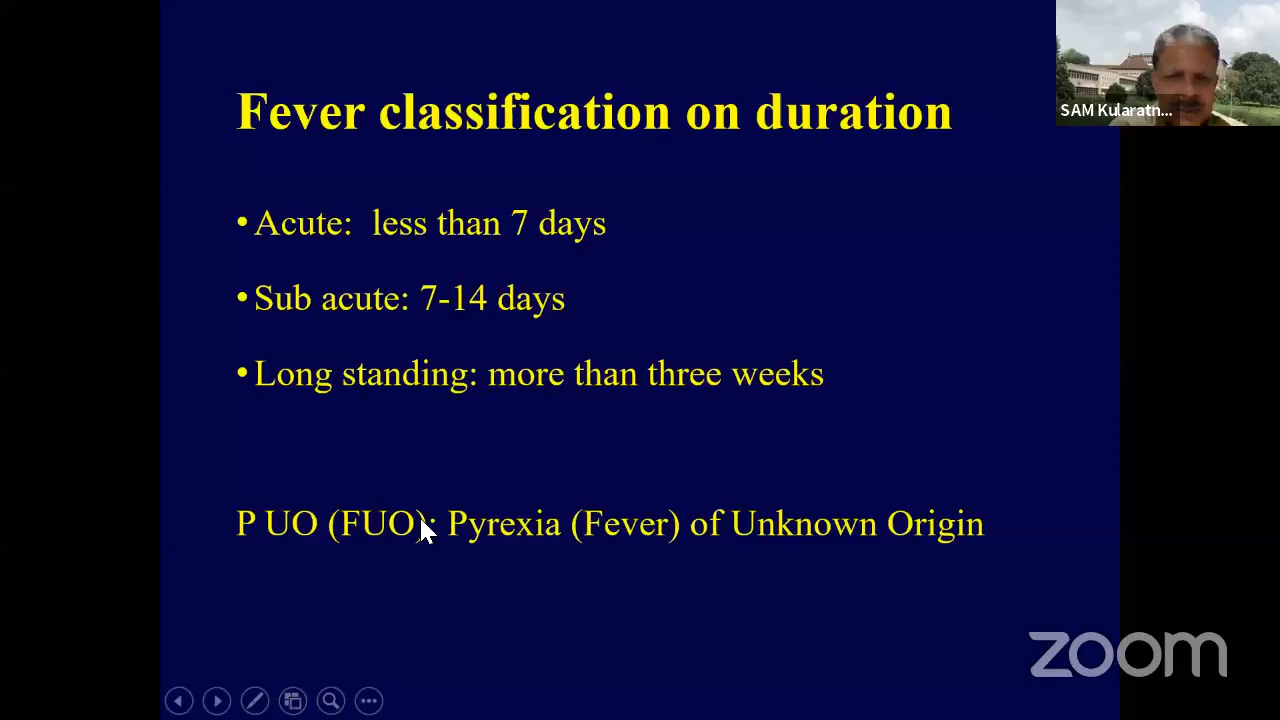 Fever classification on duration
SAM Kularatn...
• Acute: less than 7 days
• Sub acute: 7-14 days
• Long standing: more than three weeks
P UO (FUO): Pyrexia (Fever) of Unknown Origin
zoom